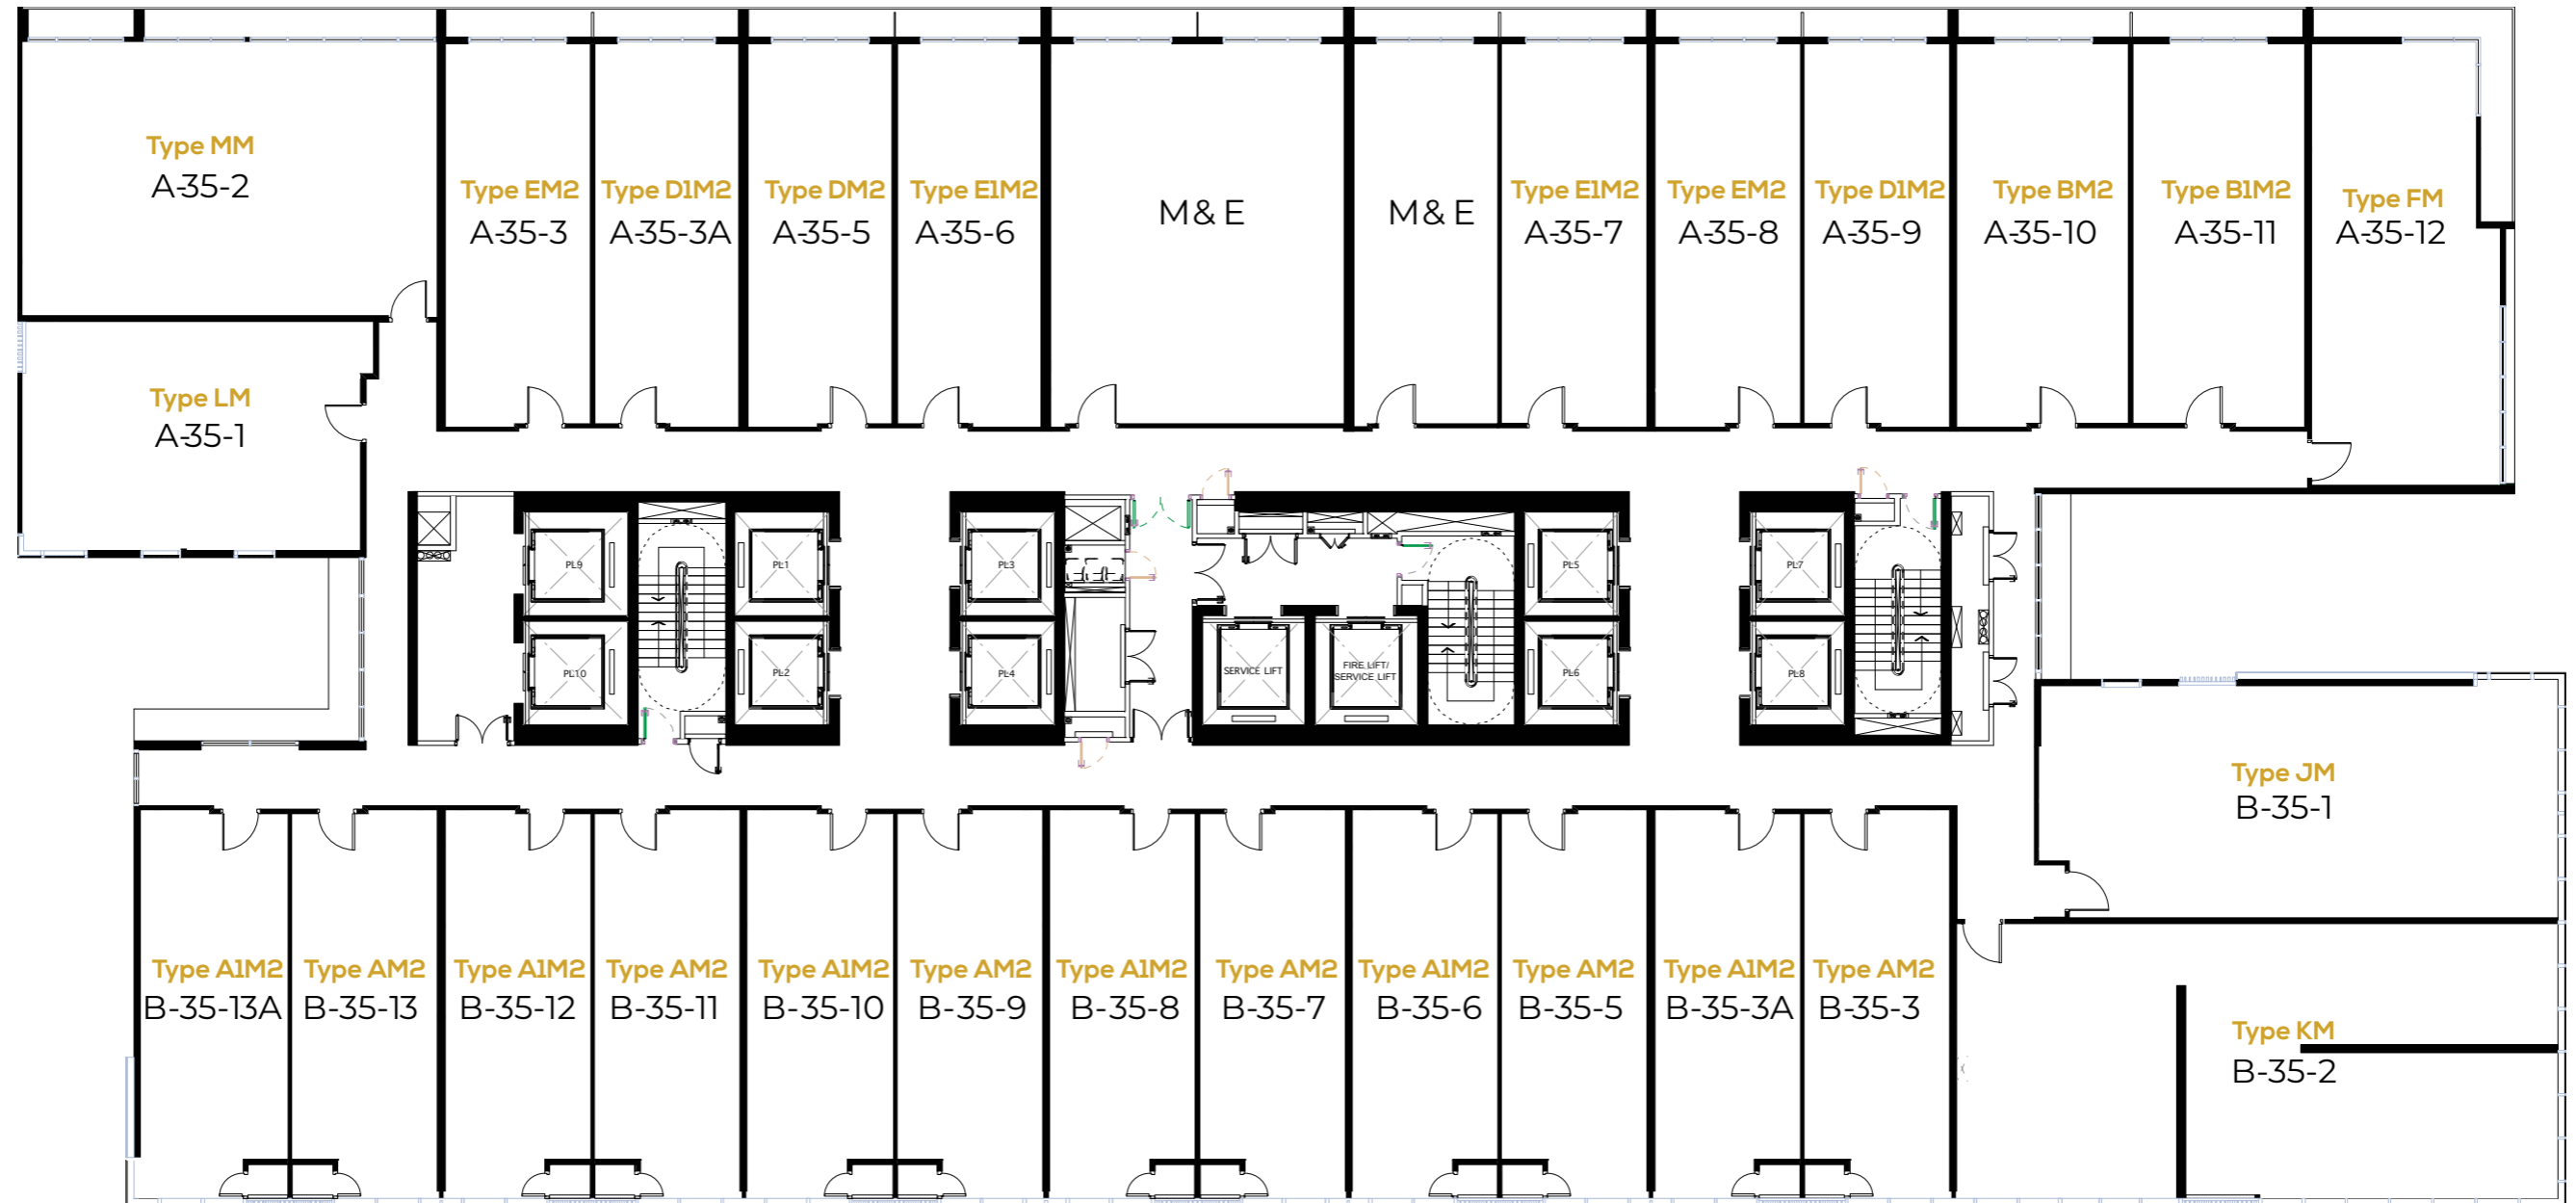 Type MM
A-35-2
Type EM2
A-35-3
Type D1M2
A-35-3A
Type DM2
A-35-5
Type E1M2
A-35-6
M & E
M & E
Type E1M2
A-35-7
Type EM2
A-35-8
Type D1M2
A-35-9
Type BM2
A-35-10
Type B1M2
A-35-11
Type FM
A-35-12
Type LM
A-35-1
PL9
PL1
PL3
PL5
PL7
PL10
PL2
PL4
SERVICE LIFT
FIRE LIFT/
SERVICE LIFT
PL6
PL8
Type JM
B-35-1
Type A1M2
B-35-13A
Type AM2
B-35-13
Type A1M2
B-35-12
Type AM2
B-35-11
Type A1M2
B-35-10
Type AM2
B-35-9
Type A1M2
B-35-8
Type AM2
B-35-7
Type A1M2
B-35-6
Type AM2
B-35-5
Type A1M2
B-35-3A
Type AM2
B-35-3
Type KM
B-35-2